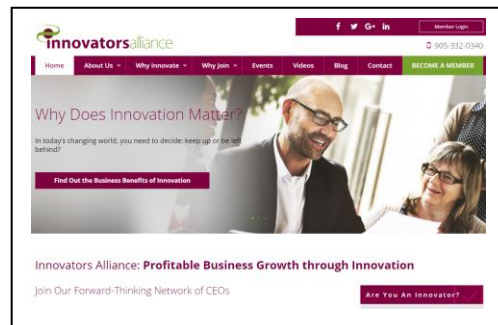 f G+ in
Member Login
innovatorsalliance
905-332-0340
Home About Us Why Innovate Why Join Events Videos Blog Contact BECOME A MEMBER
Why Does Innovation Matter?
In today's changing world, you need to decide; keep up or be left
behind?
Find Out the Business Benefits of Innovation
Innovators Alliance: Profitable Business Growth through Innovation
Join Our Forward-Thinking Network of CEOs
Are You An Innovator?